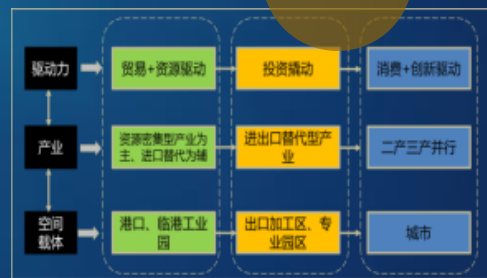 驱动力
贸易+资源驱动
投资撬动
消费+创新驱动
产业
资源密集型产业为
主、进口替代为辅
进出口替代型产
业
二产三产并行
空间
载体
港口、临港工业
园
出口加工区、专
业园区
城市